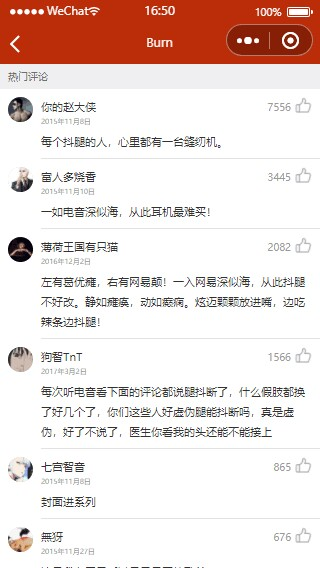 WeChat
16:50
100%
Burn
热门评论
你的赵大侠
7556
2015年11月8日
每个抖腿的人，心里都有一台缝纫机。
富人多烧香
3445
2015年11月10日
一如电音深似海，从此耳机最难买！
薄荷王国有只猫
2082
2016年12月2日
左有葛优瘫，右有网易颠！一入网易深似海，从此抖腿
不好改。静如瘫痪，动如癫痫。炫迈颗颗放进嘴，边吃
辣条边抖腿！
狗智TnT
1566
2017年3月2日
每次听电音看下面的评论都说腿抖断了，什么假肢都换
了好几个了，你们这些人好虚伪腿能抖断吗，真是虚
伪，好了不说了，医生你看我的头还能不能接上
七宫智音
865
2015年11月8日
封面进系列
無犽
676
2015年11月27日